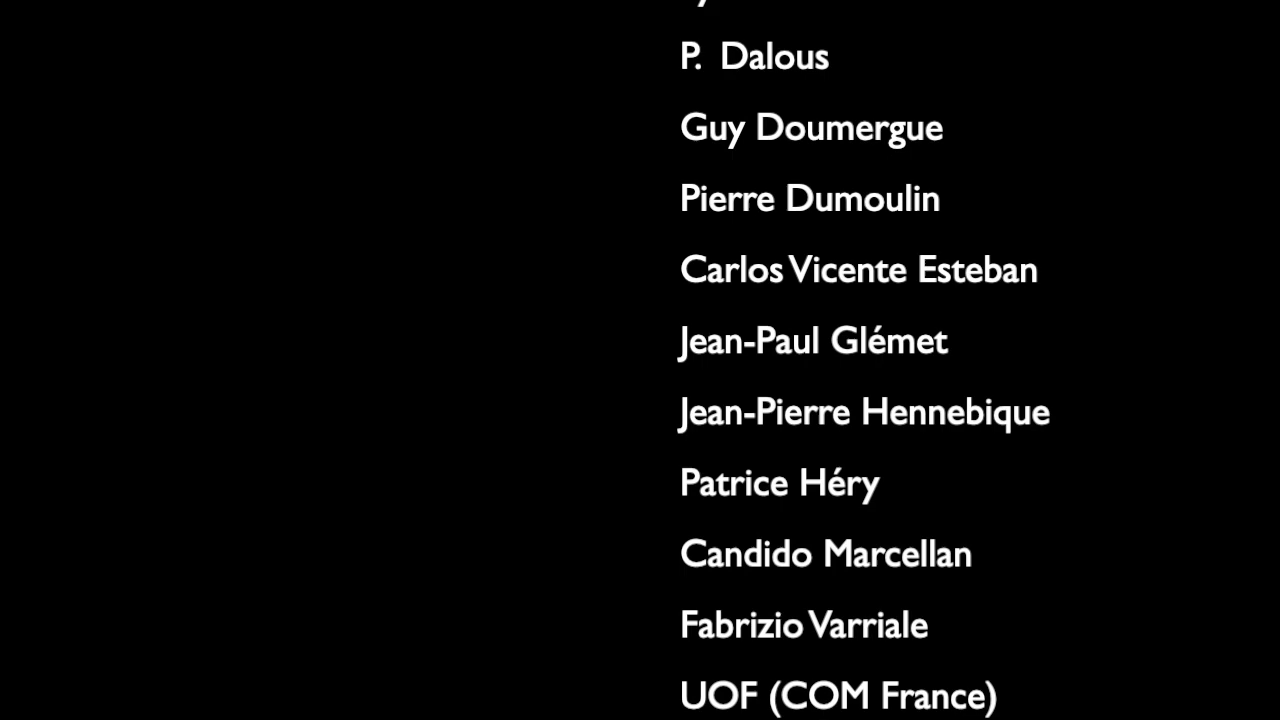 P. Dalous
Guy Doumergue
Pierre Dumoulin
Carlos Vicente Esteban
Jean-Paul Glémet
Jean-Pierre Hennebique
Patrice Héry
Candido Marcellan
Fabrizio Varriale
UOF (COM France)